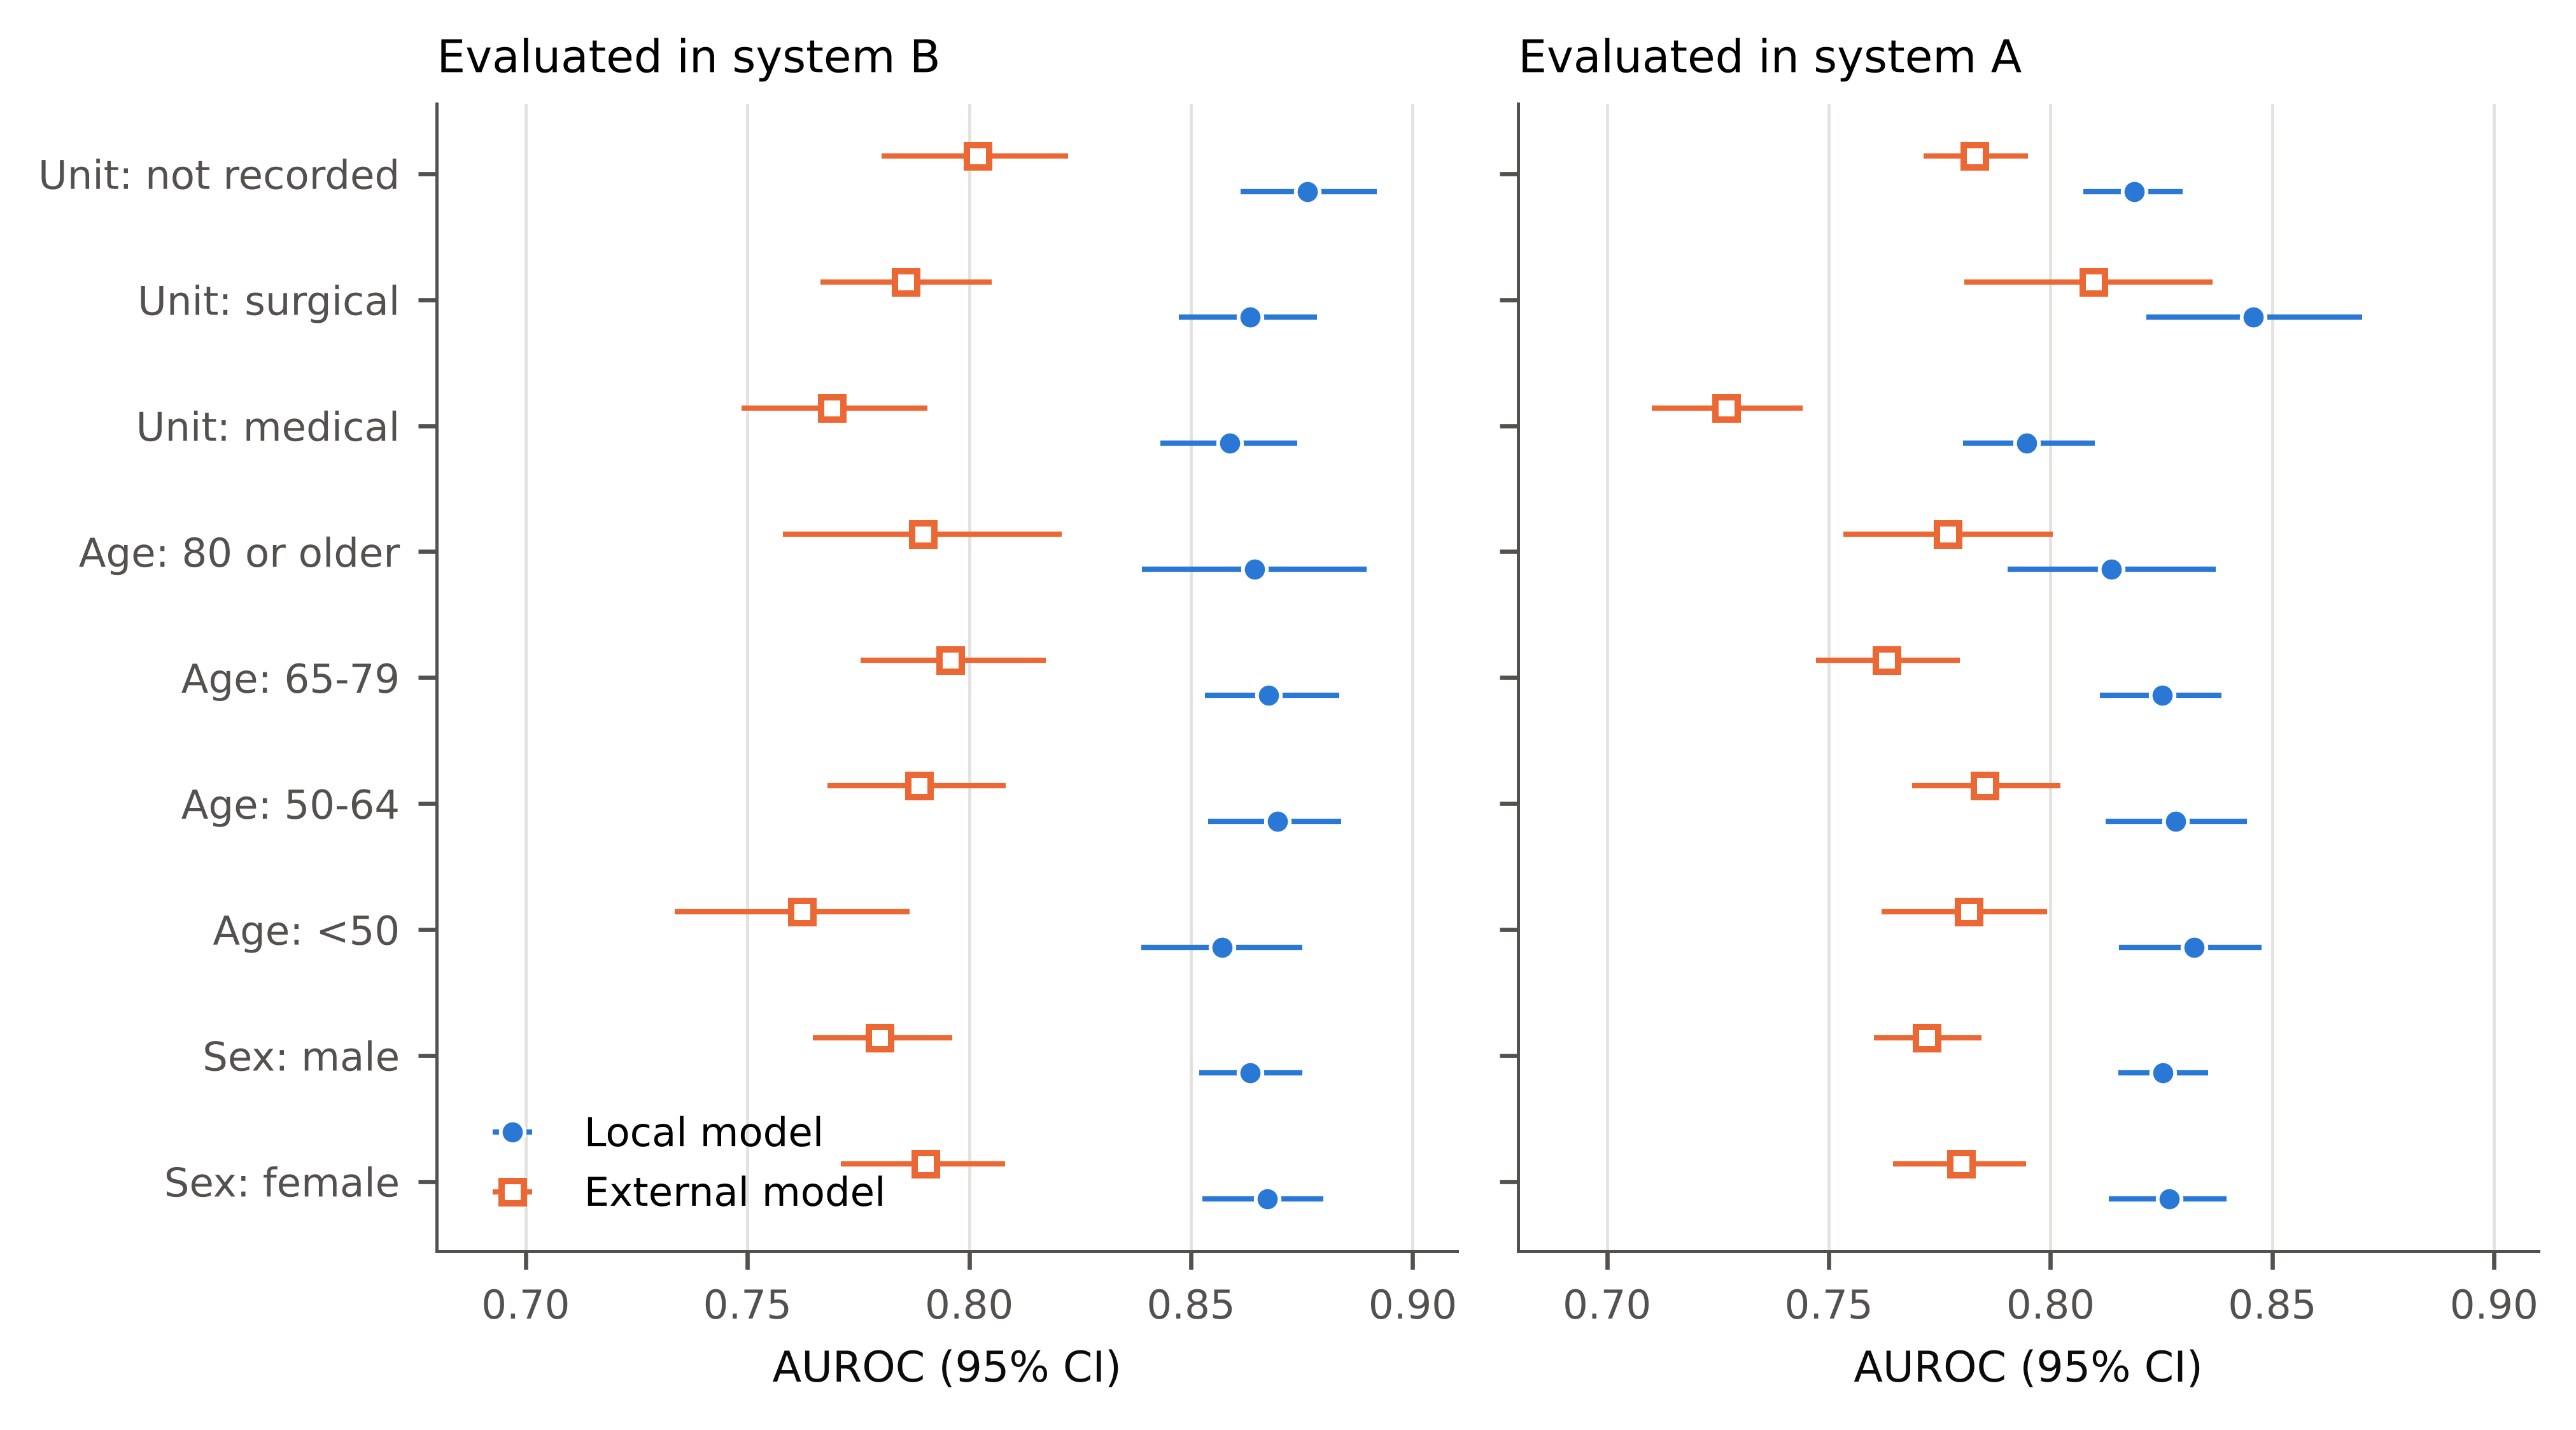 Evaluated in system B
Evaluated in system A
Unit: not recorded
Unit: surgical
Unit: medical
Age: 80 or older
Age: 65-79
Age: 50-64
Age: <50
Sex: male
Sex: female
Local model
External model
0.70 0.75 0.80 0.85 0.90
0.70 0.75 0.80 0.85 0.90
AUROC (95% CI)
AUROC (95% CI)